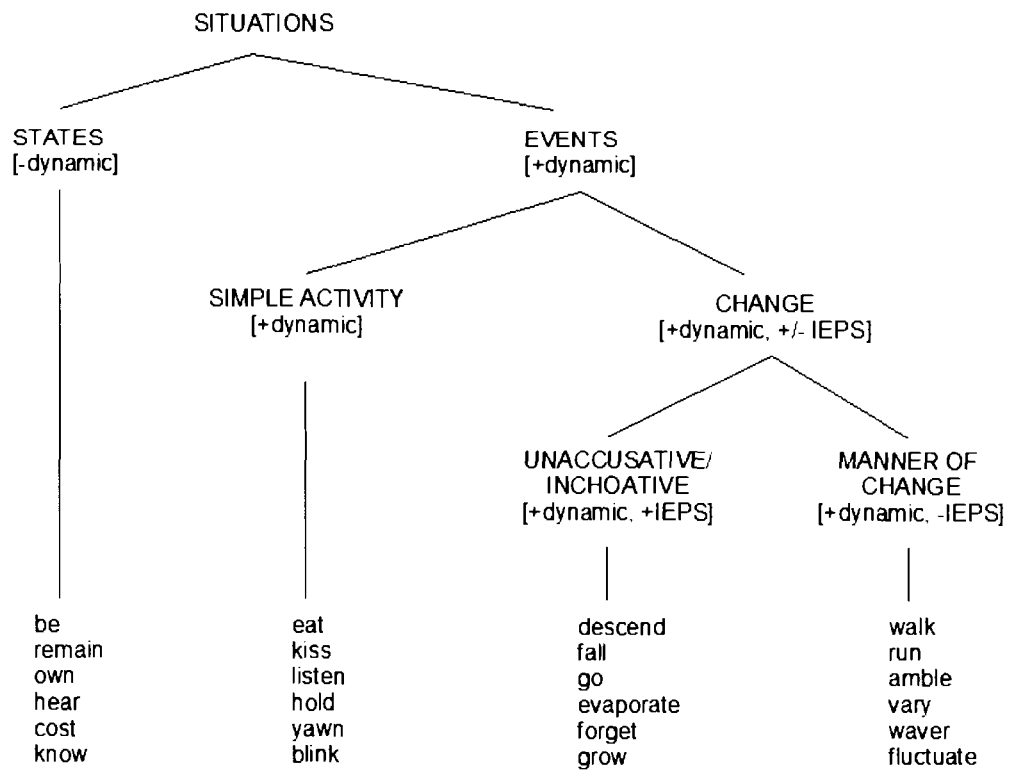 SITUATIONS
STATES
[-dynamic]
EVENTS
[+dynamic]
SIMPLE ACTIVITY
[+dynamic]
CHANGE
[+dynamic, +/- IEPS]
UNACCUSATIVE/
INCHOATIVE
[+dynamic, +IEPS]
MANNER OF
CHANGE
[+dynamic, -IEPS]
be
remain
own
hear
cost
know
eat
kiss
listen
hold
yawn
blink
descend
fall
go
evaporate
forget
grow
walk
run
amble
vary
waver
fluctuate